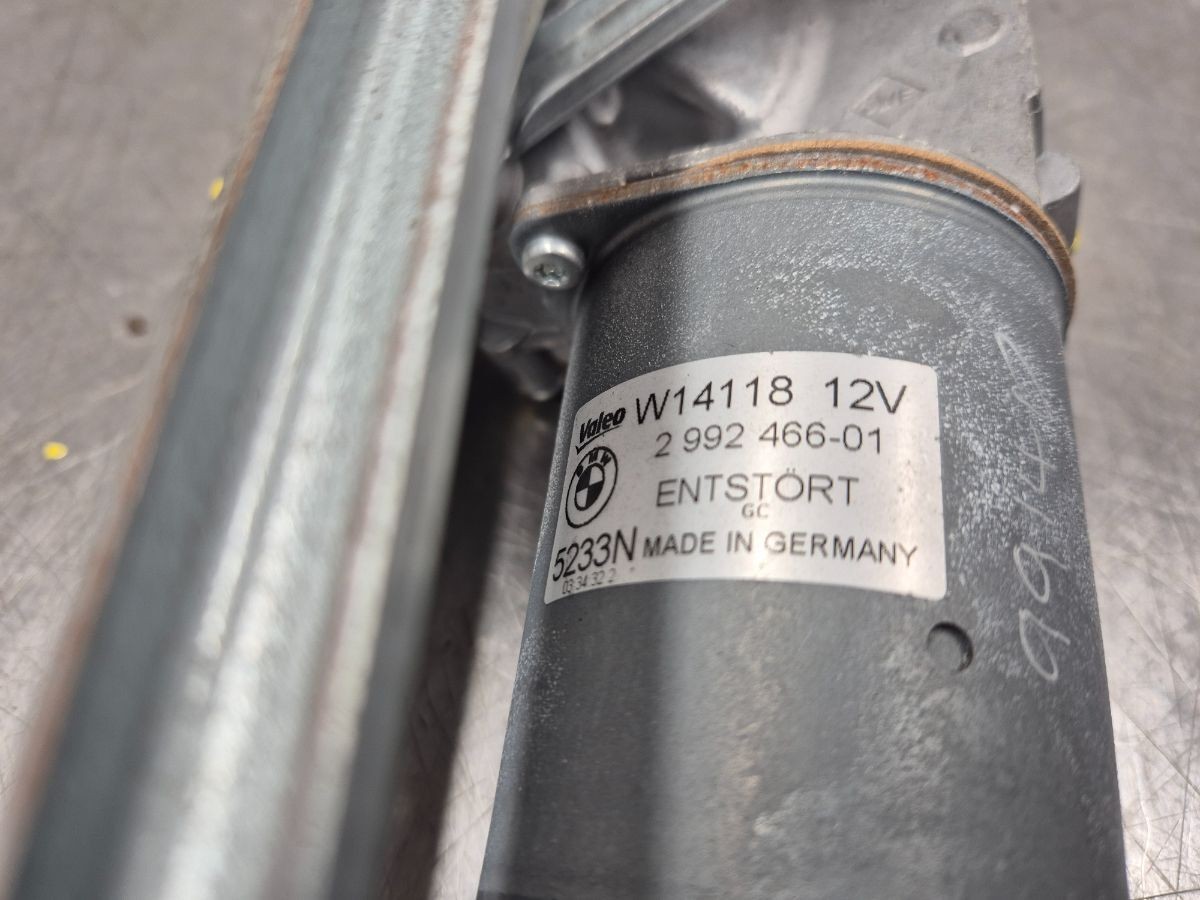 Valeo W14118 12V
2 992 466-01
BMW
ENTSTÖRT
GC
5233N MADE IN GERMANY
03:34:32 2